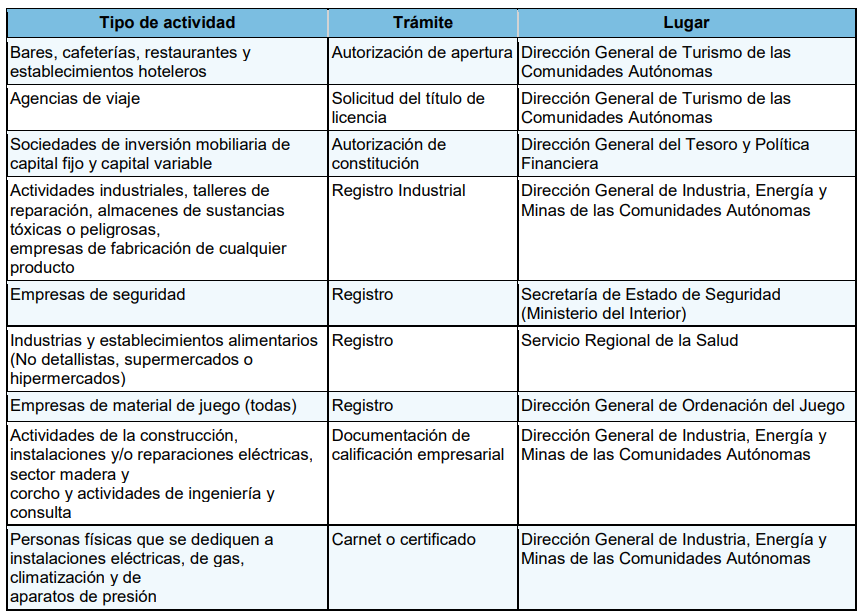 Tipo de actividad Trámite Lugar
Bares, cafeterías, restaurantes y
establecimientos hoteleros
Autorización de apertura
Dirección General de Turismo de las
Comunidades Autónomas
Agencias de viaje
Solicitud del título de
licencia
Dirección General de Turismo de las
Comunidades Autónomas
Sociedades de inversión mobiliaria de
capital fijo y capital variable
Autorización de
constitución
Dirección General del Tesoro y Política
Financiera
Actividades industriales, talleres de
reparación, almacenes de sustancias
tóxicas o peligrosas,
empresas de fabricación de cualquier
producto
Registro Industrial
Dirección General de Industria, Energía y
Minas de las Comunidades Autónomas
Empresas de seguridad
Registro
Secretaría de Estado de Seguridad
(Ministerio del Interior)
Industrias y establecimientos alimentarios
(No detallistas, supermercados o
hipermercados)
Registro
Servicio Regional de la Salud
Empresas de material de juego (todas)
Registro
Dirección General de Ordenación del Juego
Actividades de la construcción,
instalaciones y/o reparaciones eléctricas,
sector madera y
corcho y actividades de ingeniería y
consulta
Documentación de
calificación empresarial
Dirección General de Industria, Energía y
Minas de las Comunidades Autónomas
Personas físicas que se dediquen a
instalaciones eléctricas, de gas,
climatización y de
aparatos de presión
Carnet o certificado
Dirección General de Industria, Energía y
Minas de las Comunidades Autónomas